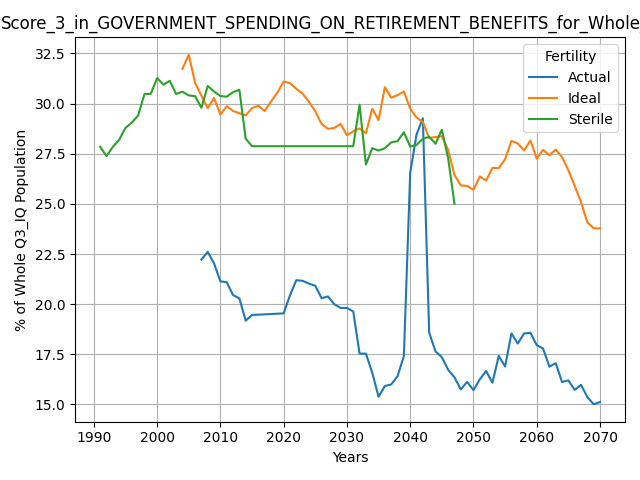 Score_3_in_GOVERNMENT_SPENDING_ON_RETIREMENT_BENEFITS_for_Whole
Fertility
Actual
Ideal
Sterile
% of Whole Q3_IQ Population
32.5
30.0
27.5
25.0
22.5
20.0
17.5
15.0
1990 2000 2010 2020 2030 2040 2050 2060 2070
Years